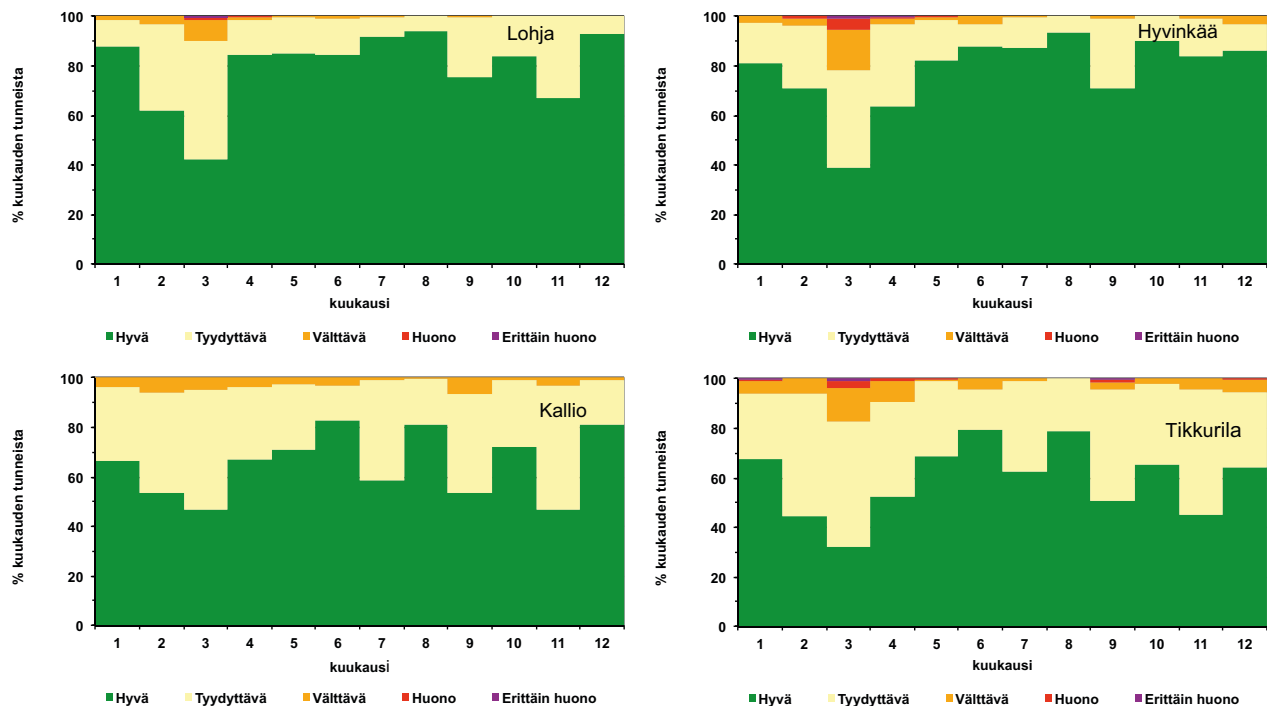 Lohja
% kuukauden tunneista
100
80
60
40
20
0
1 2 3 4 5 6 7 8 9 10 11 12
kuukausi
Hyvä Tyydyttävä Välttävä Huono Erittäin huono
Hyvinkää
% kuukauden tunneista
100
80
60
40
20
0
1 2 3 4 5 6 7 8 9 10 11 12
kuukausi
Hyvä Tyydyttävä Välttävä Huono Erittäin huono
Kallio
% kuukauden tunneista
100
80
60
40
20
0
1 2 3 4 5 6 7 8 9 10 11 12
kuukausi
Hyvä Tyydyttävä Välttävä Huono Erittäin huono
Tikkurila
% kuukauden tunneista
100
80
60
40
20
0
1 2 3 4 5 6 7 8 9 10 11 12
kuukausi
Hyvä Tyydyttävä Välttävä Huono Erittäin huono